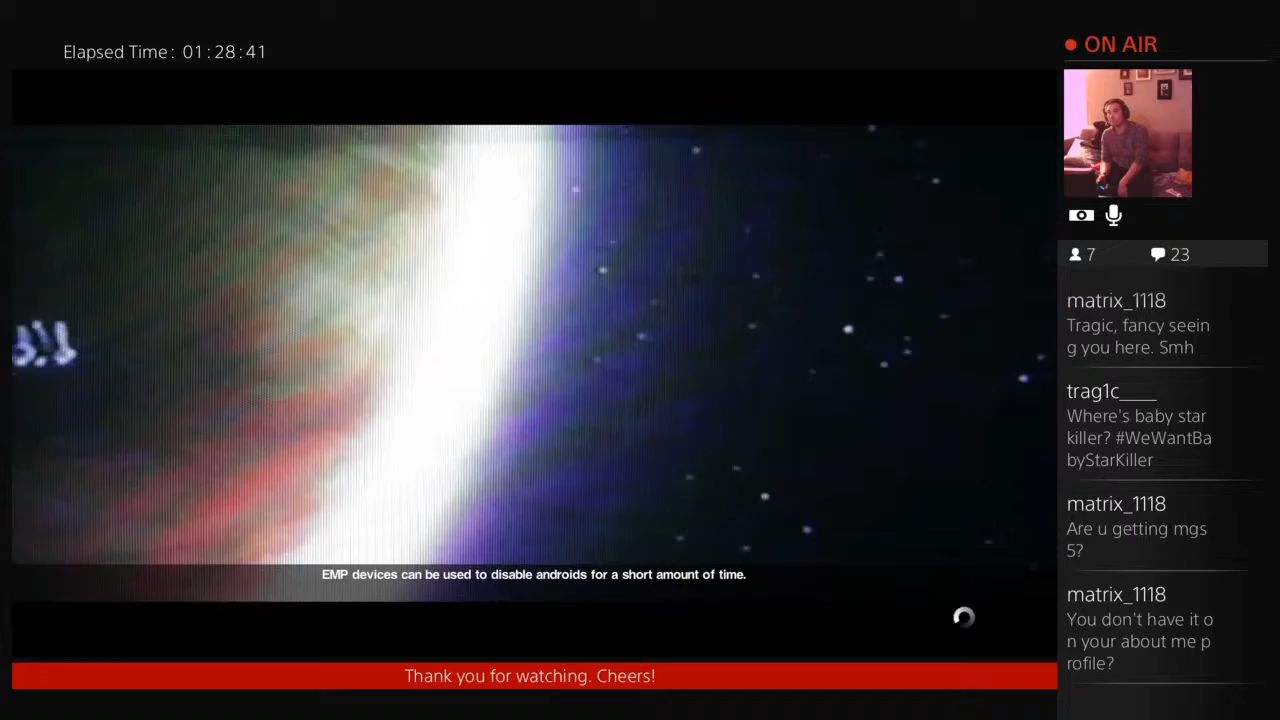 Elapsed Time: 01:28:41
ON AIR
7 23
matrix_1118
Tragic, fancy seein
g you here. Smh
trag1c____
Where's baby star
killer? #WeWantBa
byStarKiller
matrix_1118
Are u getting mgs
5?
matrix_1118
You don't have it o
n your about me p
rofile?
EMP devices can be used to disable androids for a short amount of time.
Thank you for watching. Cheers!